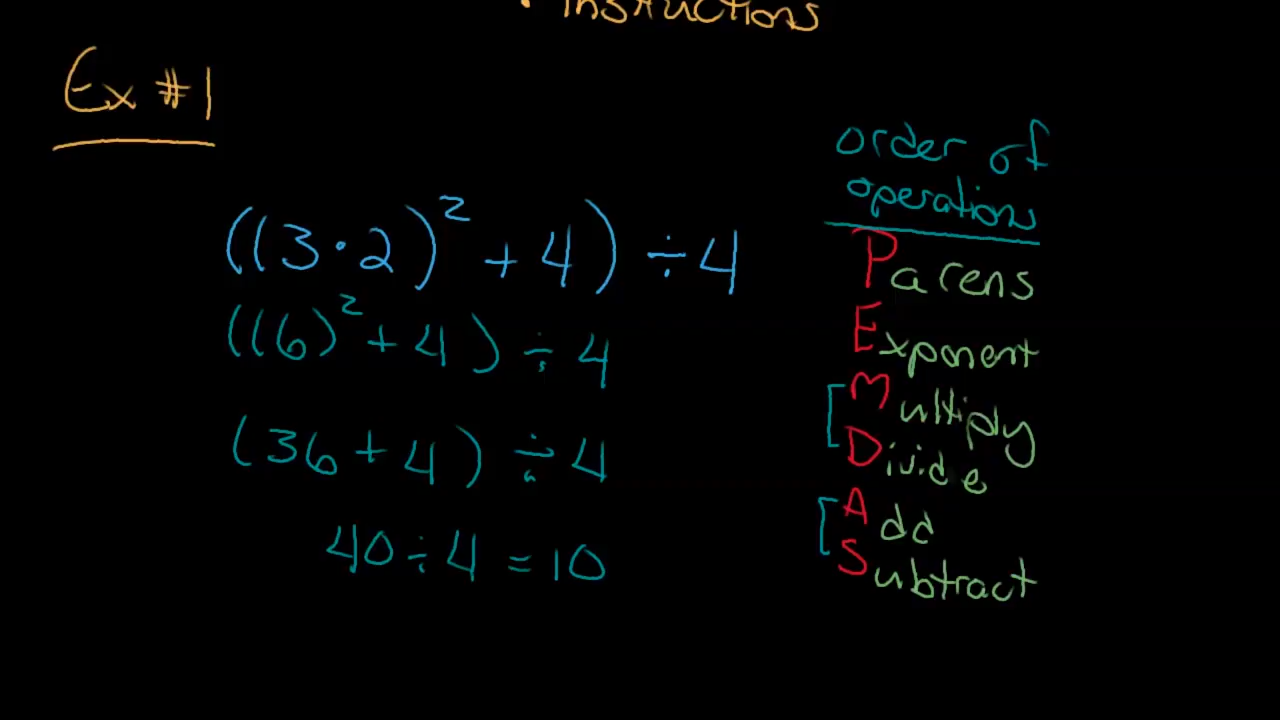 · Instructions
Ex #1
((3·2)² + 4) ÷ 4
((6)² + 4) ÷ 4
(36 + 4) ÷ 4
40 ÷ 4 = 10
order of
operations
Parens
Exponent
Multiply
Divide
Add
Subtract